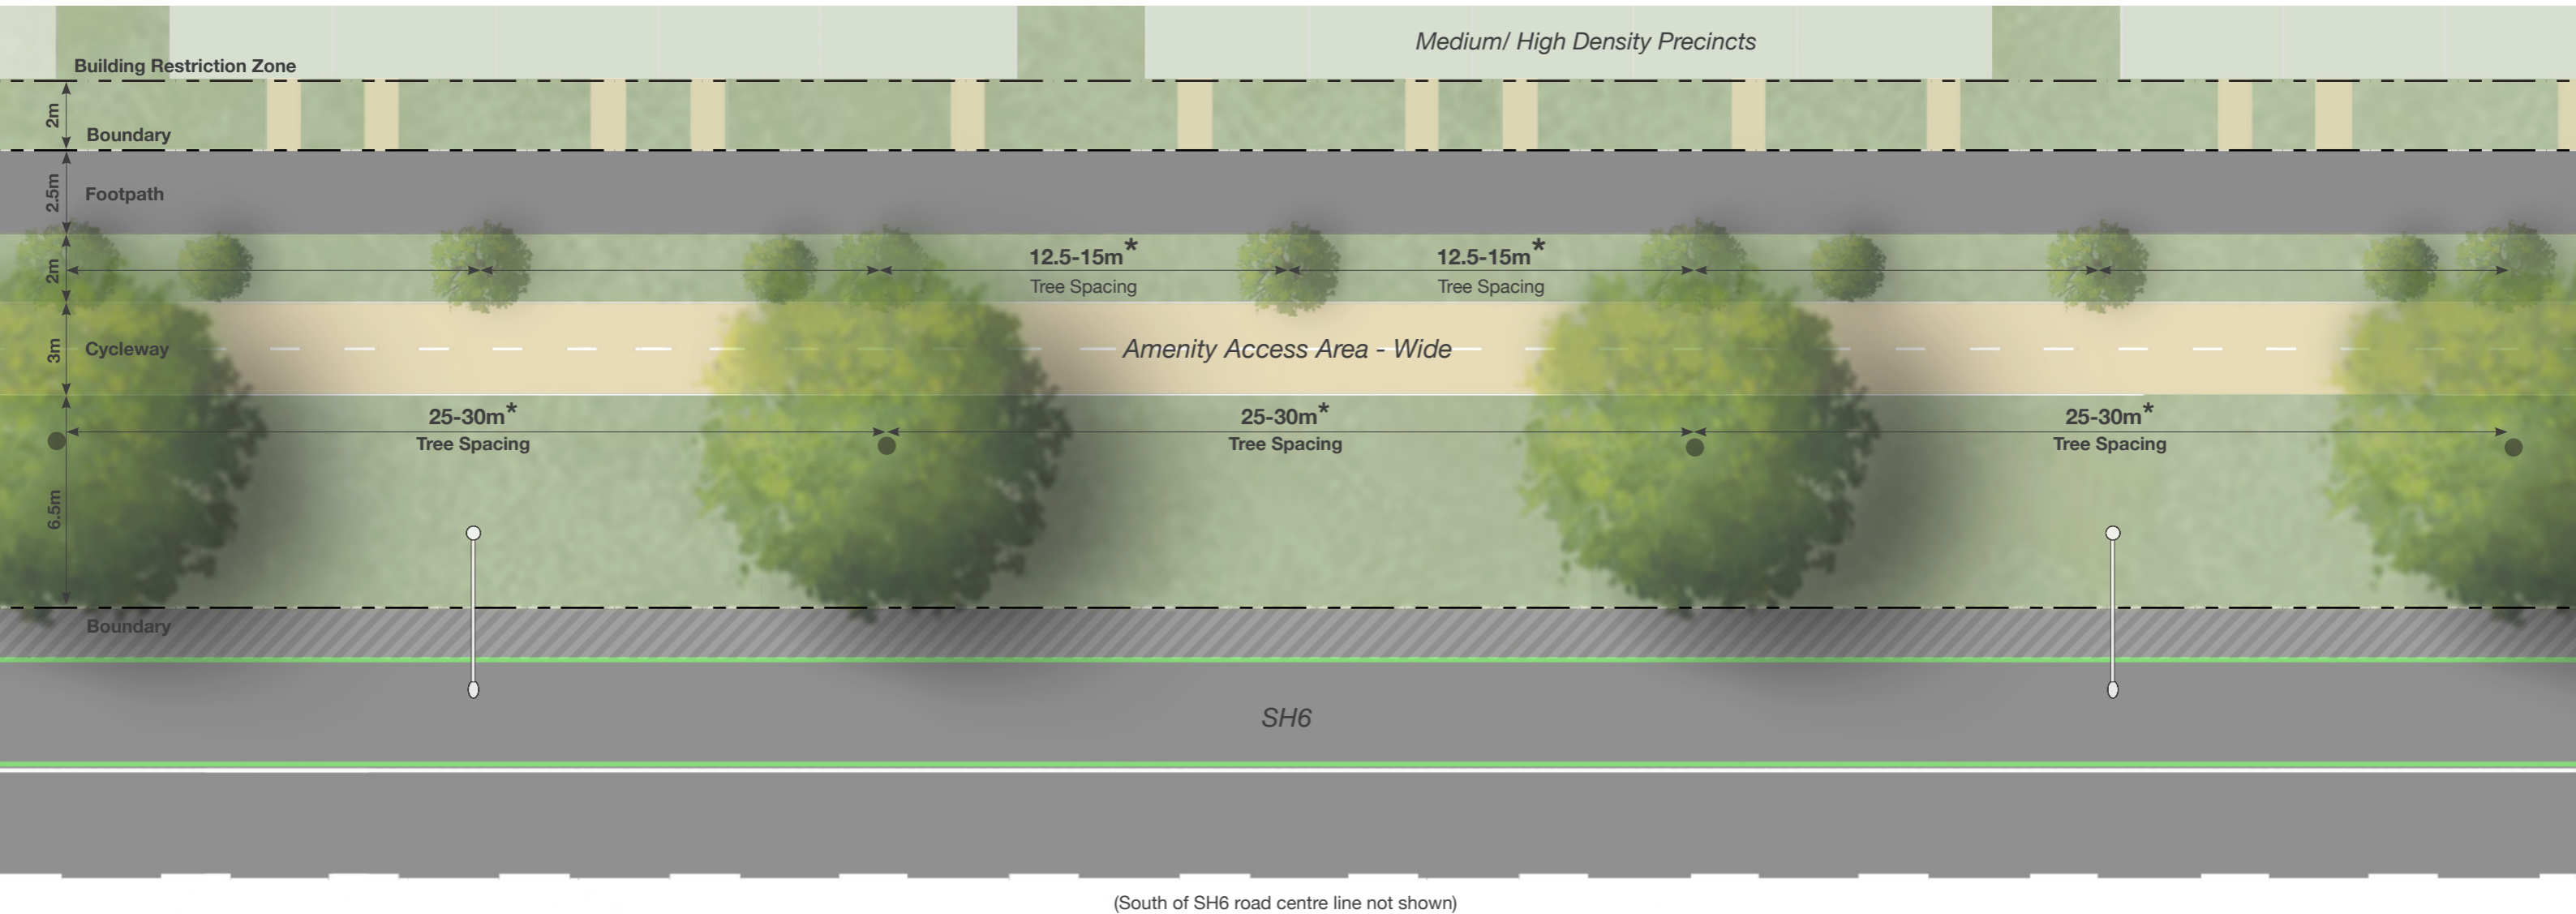 Medium/ High Density Precincts
Building Restriction Zone
2m
Boundary
2.5m
Footpath
2m
12.5-15m*
Tree Spacing
12.5-15m*
Tree Spacing
3m
Cycleway
Amenity Access Area - Wide
25-30m*
Tree Spacing
25-30m*
Tree Spacing
25-30m*
Tree Spacing
6.5m
Boundary
SH6
(South of SH6 road centre line not shown)